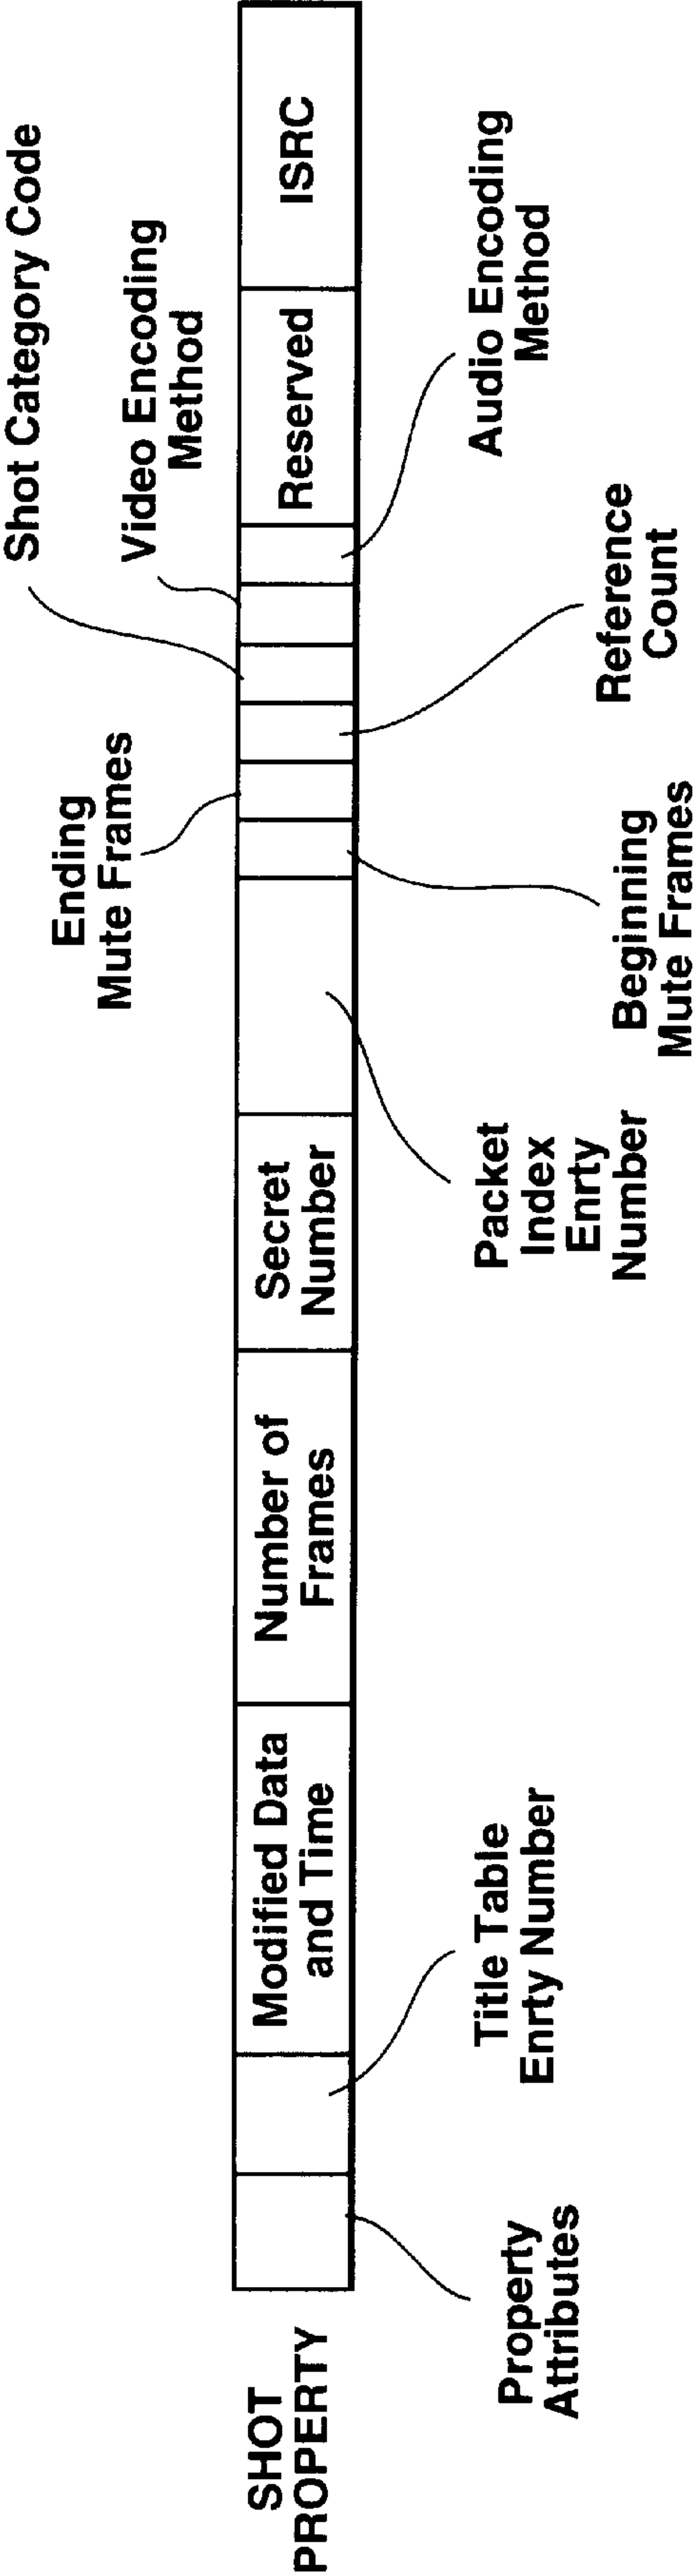 SHOT
PROPERTY
Property
Attributes
Title Table
Enrty Number
Modified Data
and Time
Number of
Frames
Secret
Number
Packet
Index
Enrty
Number
Beginning
Mute Frames
Ending
Mute Frames
Reference
Count
Shot Category Code
Video Encoding
Method
Audio Encoding
Method
Reserved
ISRC